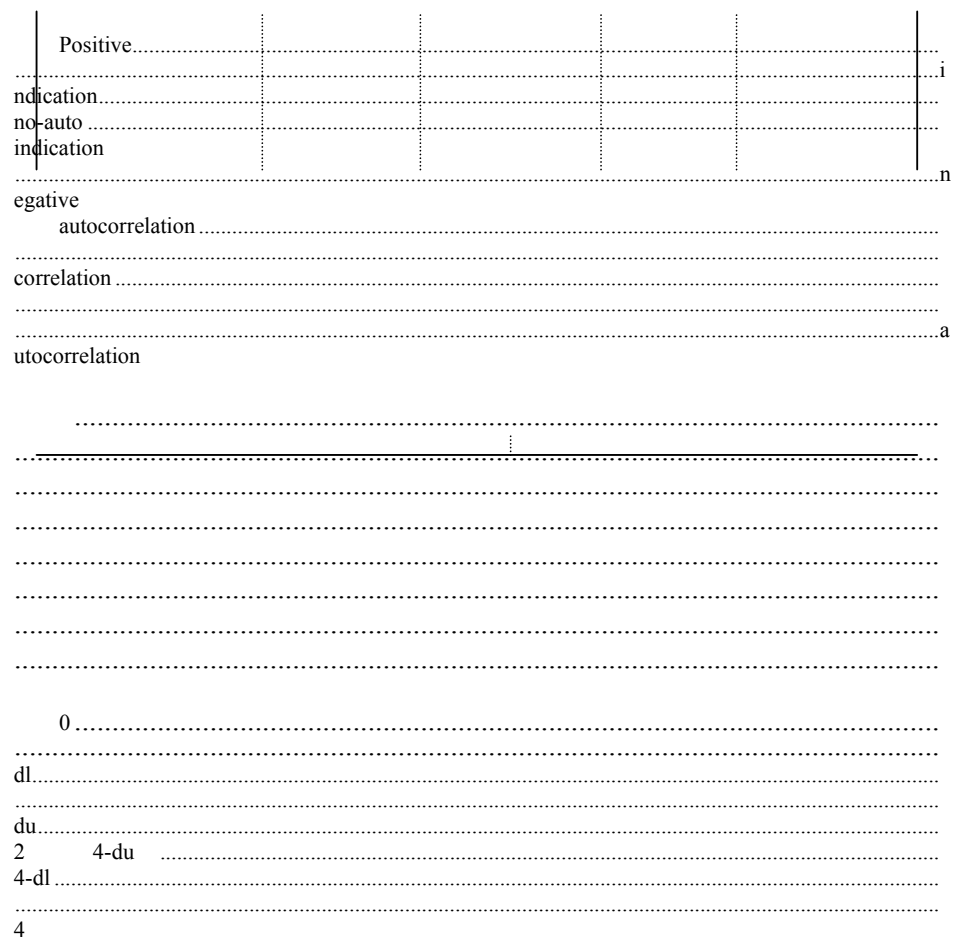 Positive..........
..........i
ndication..........
no-auto ..........
indication
..........n
egative
autocorrelation ..........
..........
correlation ..........
..........
..........a
utocorrelation
..........
..........
..........
..........
..........
..........
..........
..........
0 ..........
..........
dl..........
..........
du..........
2 4-du ..........
4-dl ..........
..........
4